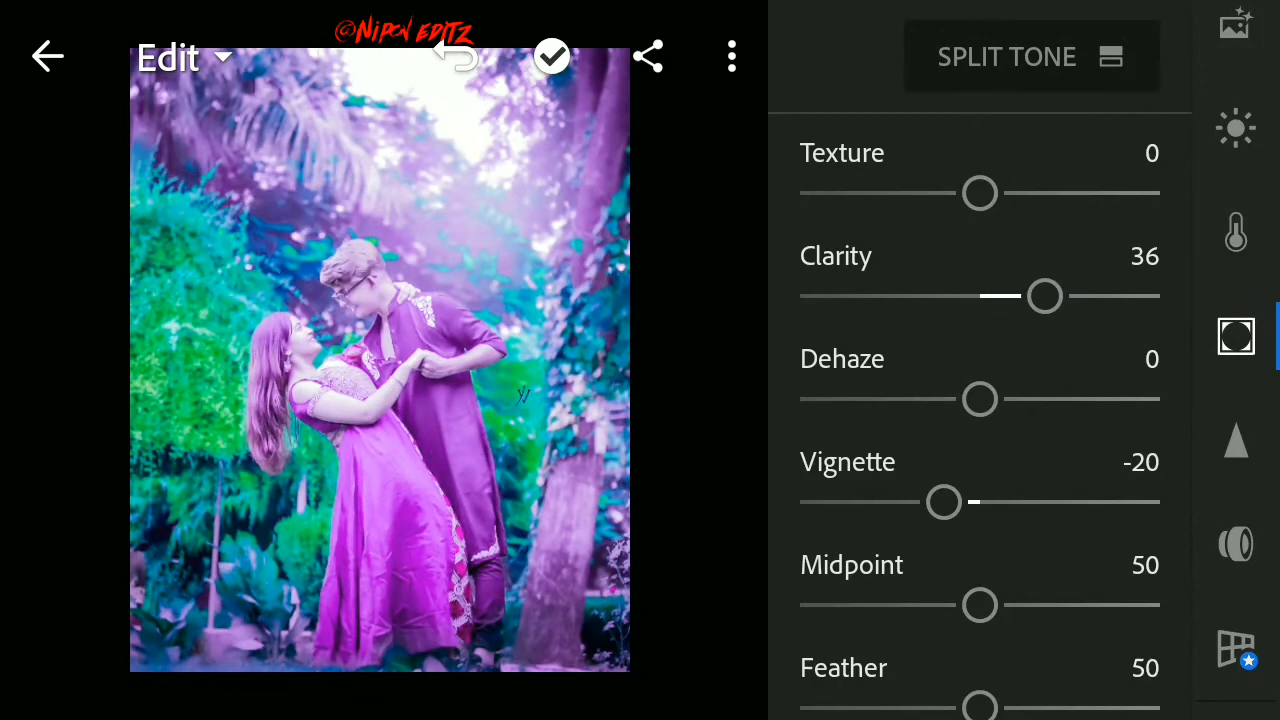 @Nipon editz
Edit
SPLIT TONE
Texture 0
Clarity 36
Dehaze 0
Vignette -20
Midpoint 50
Feather 50